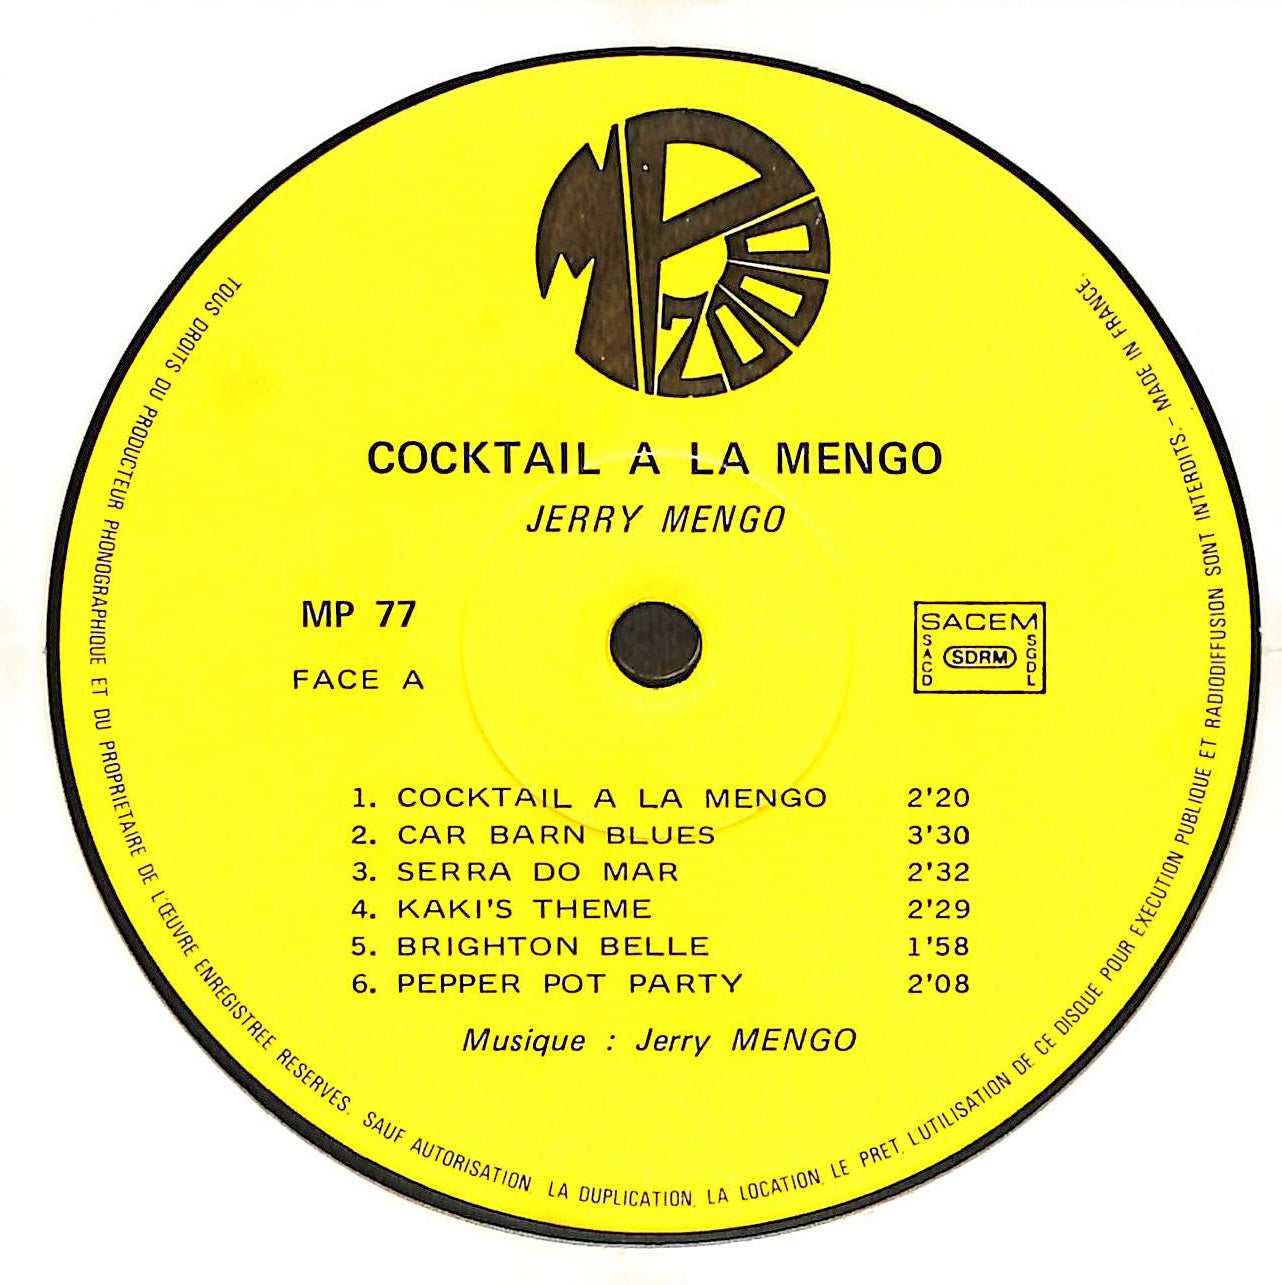 MP 2000
COCKTAIL A LA MENGO
JERRY MENGO
MP 77
FACE A
SACEM
SACD
SDRM
SGDL
1. COCKTAIL A LA MENGO 2'20
2. CAR BARN BLUES 3'30
3. SERRA DO MAR 2'32
4. KAKI'S THEME 2'29
5. BRIGHTON BELLE 1'58
6. PEPPER POT PARTY 2'08
Musique : Jerry MENGO
TOUS DROITS DU PRODUCTEUR PHONOGRAPHIQUE ET DU PROPRIETAIRE DE L'ŒUVRE ENREGISTREE RESERVES. SAUF AUTORISATION, LA DUPLICATION, LA LOCATION, LE PRET, L'UTILISATION DE CE DISQUE POUR EXECUTION PUBLIQUE ET RADIODIFFUSION SONT INTERDITS. - MADE IN FRANCE.